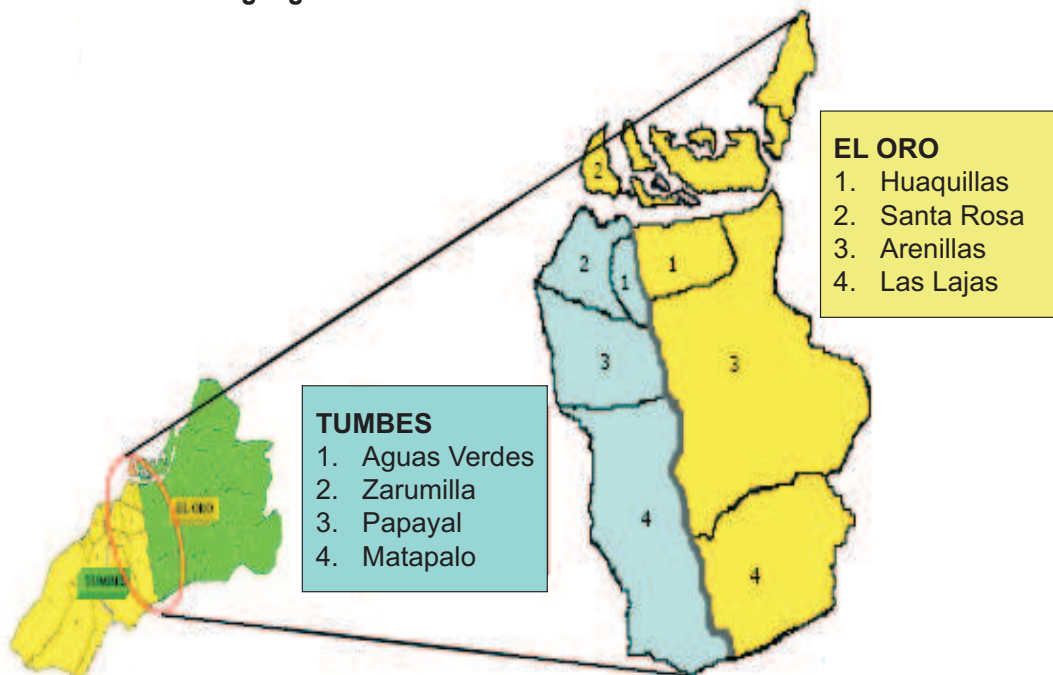 EL ORO
1. Huaquillas
2. Santa Rosa
3. Arenillas
4. Las Lajas
2
2
1
1
3
3
4
4
TUMBES
1. Aguas Verdes
2. Zarumilla
3. Papayal
4. Matapalo
EL ORO
TUMBES